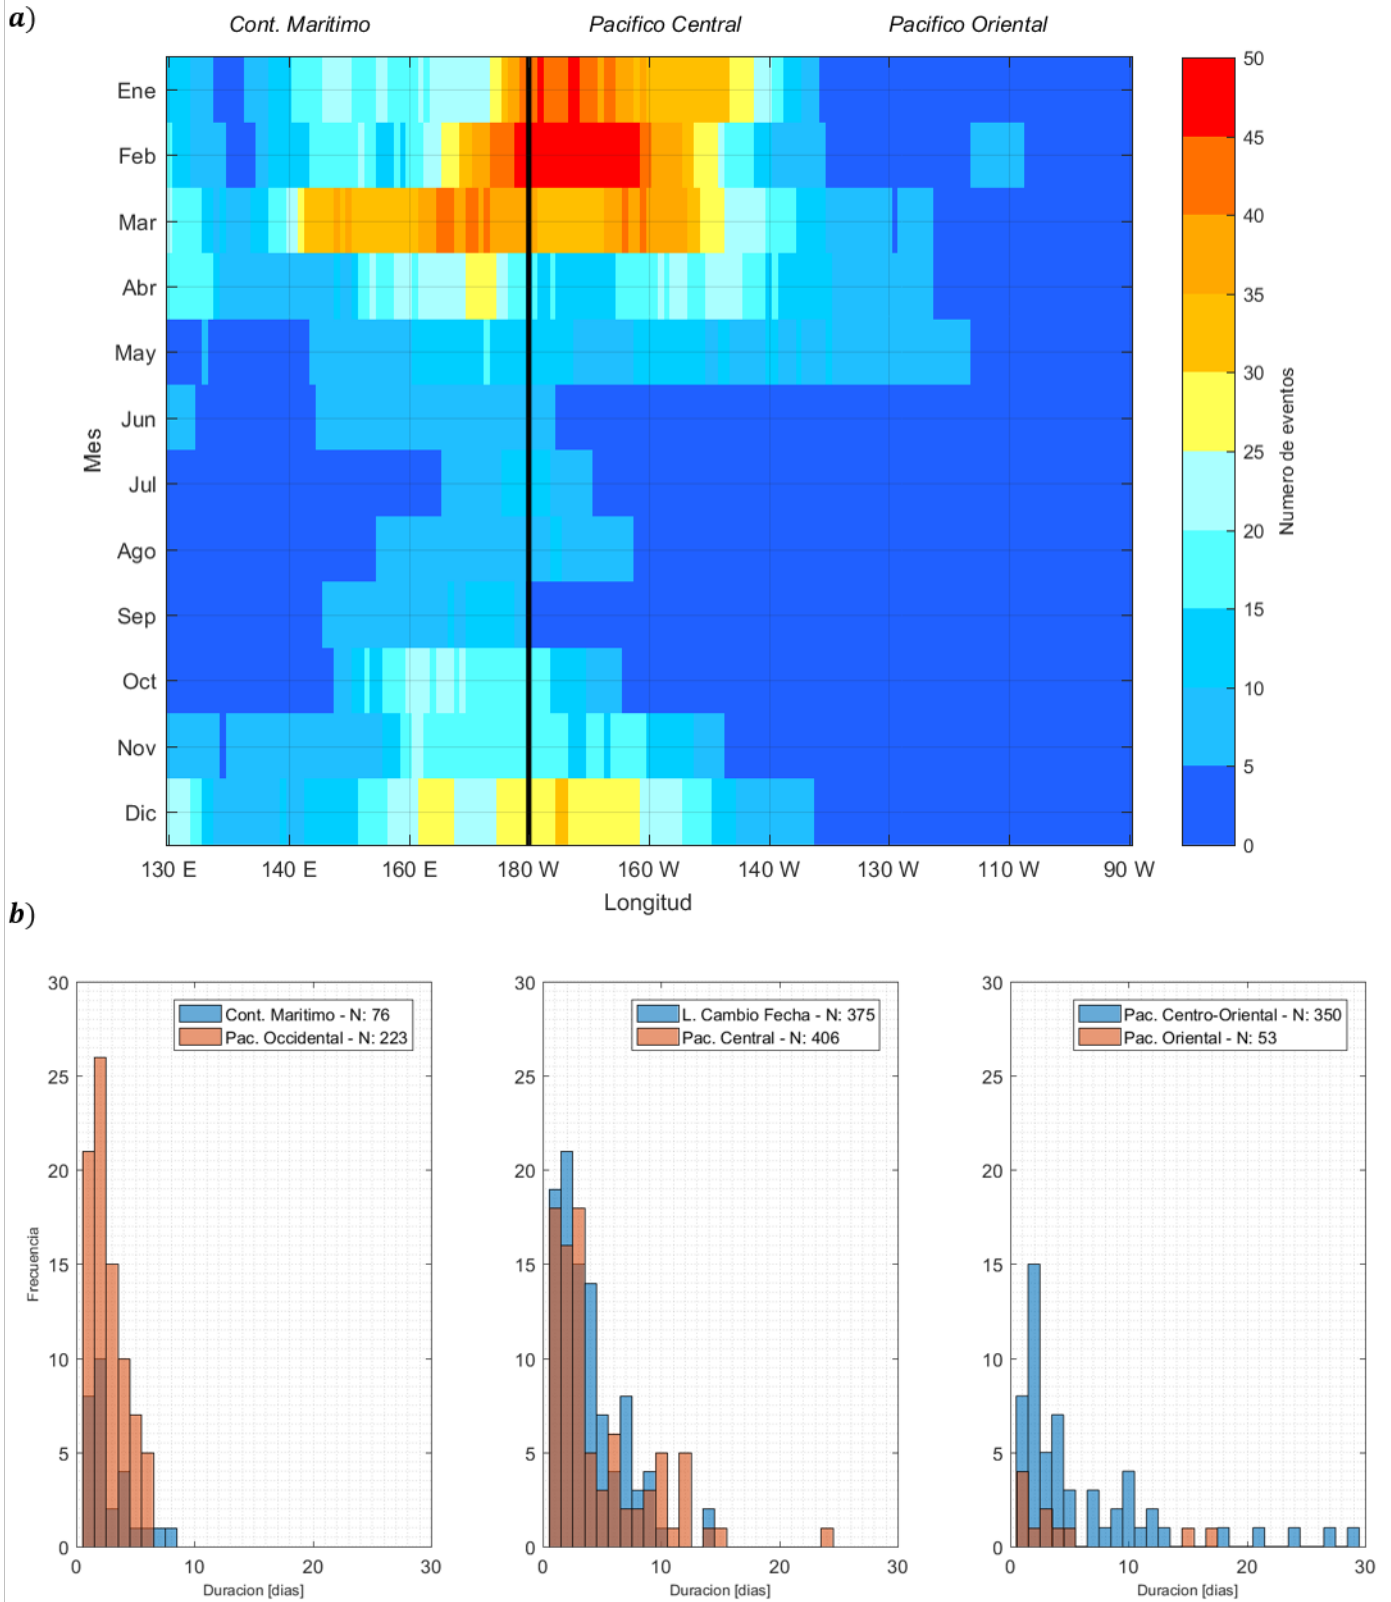 a)
Cont. Maritimo Pacifico Central Pacifico Oriental
Ene
Feb
Mar
Abr
May
Jun
Jul
Ago
Sep
Oct
Nov
Dic
Mes
130 E 140 E 160 E 180 W 160 W 140 W 130 W 110 W 90 W
Longitud
50
45
40
35
30
25
20
15
10
5
0
Numero de eventos
b)
30
25
20
15
10
5
0
Frecuencia
Cont. Maritimo - N: 76
Pac. Occidental - N: 223
0 10 20 30
Duracion [dias]
30
25
20
15
10
5
0
L. Cambio Fecha - N: 375
Pac. Central - N: 406
0 10 20 30
Duracion [dias]
30
25
20
15
10
5
0
Pac. Centro-Oriental - N: 350
Pac. Oriental - N: 53
0 10 20 30
Duracion [dias]